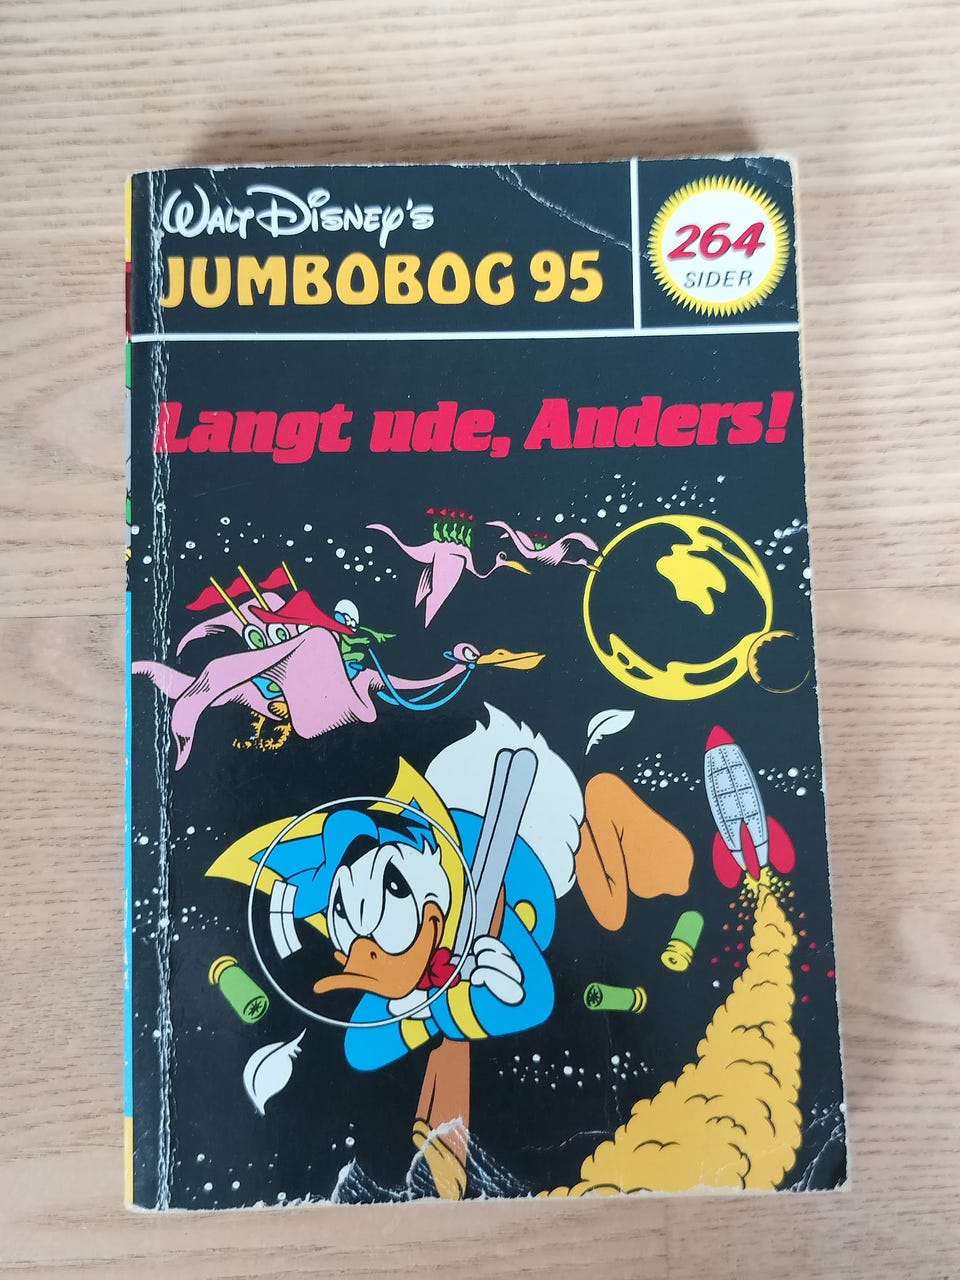 WALT DISNEY'S
JUMBOBOG 95
264
SIDER
Langt ude, Anders!